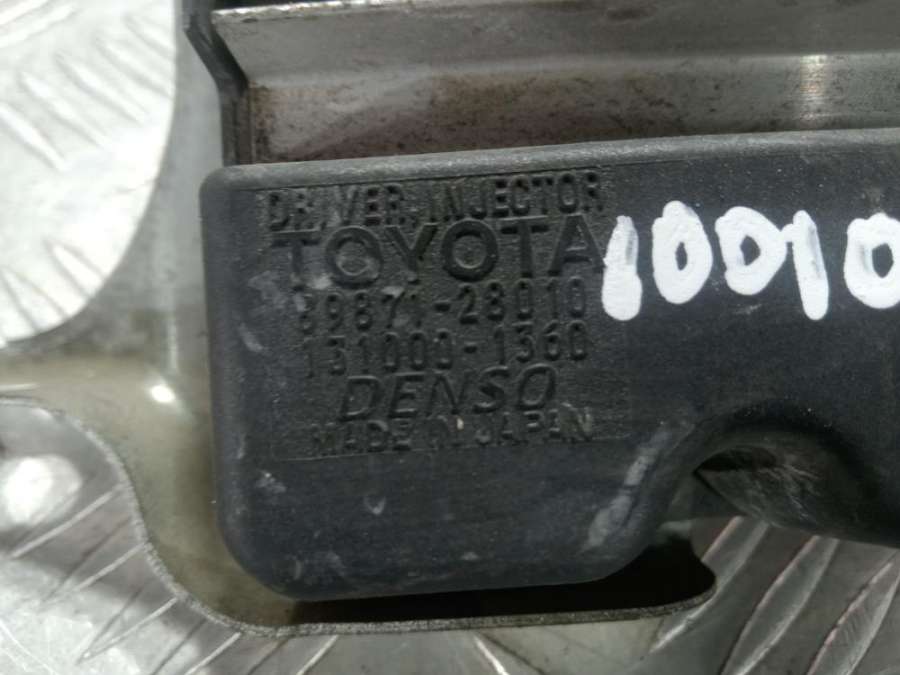 DRIVER, INJECTOR
TOYOTA
89871-28010
131000-1360
DENSO
MADE IN JAPAN
10010